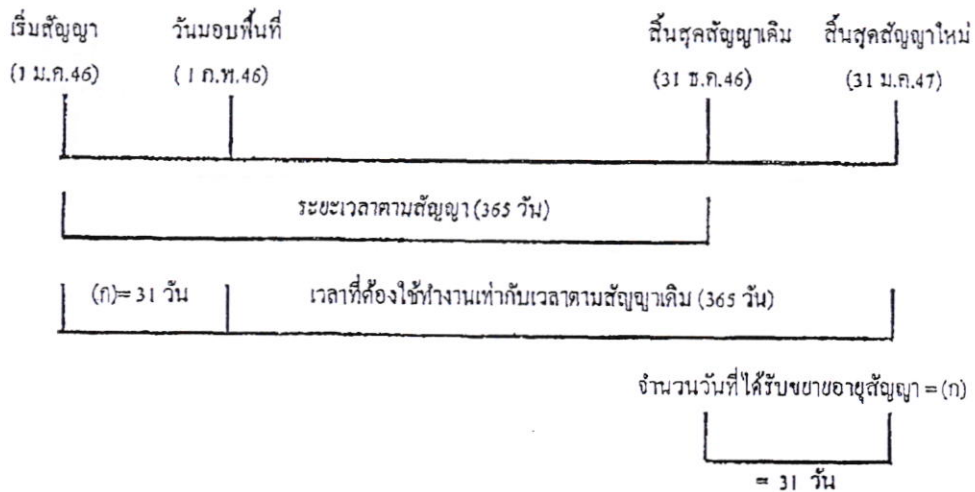 เริ่มสัญญา วันมอบพื้นที่ สิ้นสุดสัญญาเดิม สิ้นสุดสัญญาใหม่
(1 ม.ค.46) (1 ก.พ.46) (31 ธ.ค.46) (31 ม.ค.47)
ระยะเวลาตามสัญญา (365 วัน)
(ก)= 31 วัน เวลาที่ต้องใช้ทำงานเท่ากับเวลาตามสัญญาเดิม (365 วัน)
จำนวนวันที่ได้รับขยายอายุสัญญา = (ก)
= 31 วัน